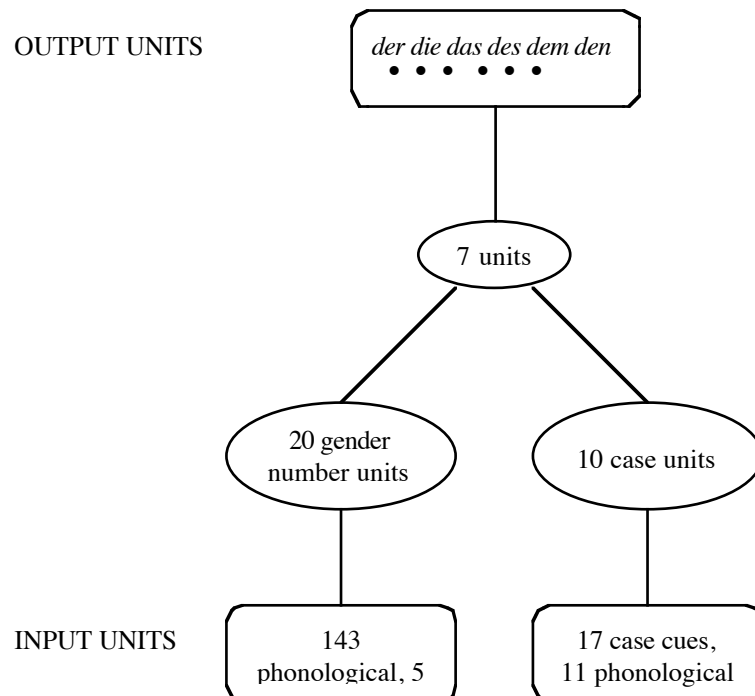 OUTPUT UNITS
der die das des dem den
7 units
20 gender
number units
10 case units
INPUT UNITS
143
phonological, 5
17 case cues,
11 phonological